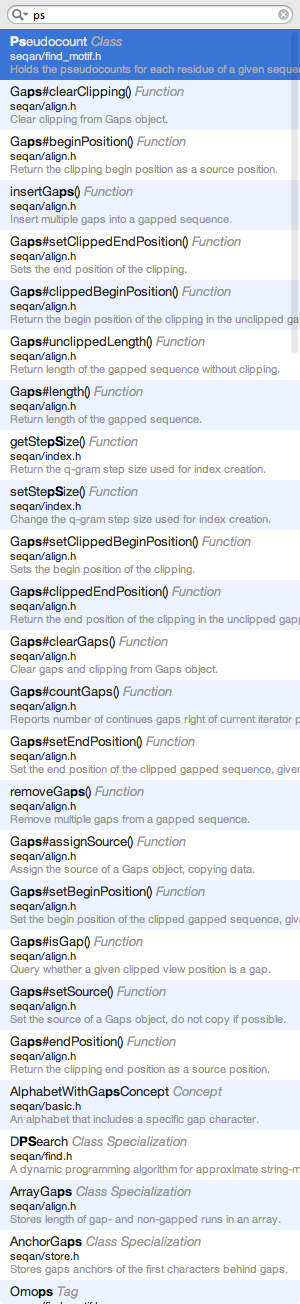 ps
Pseudocount Class
seqan/find_motif.h
Holds the pseudocounts for each residue of a given seque
Gaps#clearClipping() Function
seqan/align.h
Clear clipping from Gaps object.
Gaps#beginPosition() Function
seqan/align.h
Return the clipping begin position as a source position.
insertGaps() Function
seqan/align.h
Insert multiple gaps into a gapped sequence.
Gaps#setClippedEndPosition() Function
seqan/align.h
Sets the end position of the clipping.
Gaps#clippedBeginPosition() Function
seqan/align.h
Return the begin position of the clipping in the unclipped ga
Gaps#unclippedLength() Function
seqan/align.h
Return length of the gapped sequence without clipping.
Gaps#length() Function
seqan/align.h
Return length of the gapped sequence.
getStepSize() Function
seqan/index.h
Return the q-gram step size used for index creation.
setStepSize() Function
seqan/index.h
Change the q-gram step size used for index creation.
Gaps#setClippedBeginPosition() Function
seqan/align.h
Sets the begin position of the clipping.
Gaps#clippedEndPosition() Function
seqan/align.h
Return the end position of the clipping in the unclipped gapp
Gaps#clearGaps() Function
seqan/align.h
Clear gaps and clipping from Gaps object.
Gaps#countGaps() Function
seqan/align.h
Reports number of continues gaps right of current iterator p
Gaps#setEndPosition() Function
seqan/align.h
Set the end position of the clipped gapped sequence, given
removeGaps() Function
seqan/align.h
Remove multiple gaps from a gapped sequence.
Gaps#assignSource() Function
seqan/align.h
Assign the source of a Gaps object, copying data.
Gaps#setBeginPosition() Function
seqan/align.h
Set the begin position of the clipped gapped sequence, giv
Gaps#isGap() Function
seqan/align.h
Query whether a given clipped view position is a gap.
Gaps#setSource() Function
seqan/align.h
Set the source of a Gaps object, do not copy if possible.
Gaps#endPosition() Function
seqan/align.h
Return the clipping end position as a source position.
AlphabetWithGapsConcept Concept
seqan/basic.h
An alphabet that includes a specific gap character.
DPSearch Class Specialization
seqan/find.h
A dynamic programming algorithm for approximate string-m
ArrayGaps Class Specialization
seqan/align.h
Stores length of gap- and non-gapped runs in an array.
AnchorGaps Class Specialization
seqan/store.h
Stores gaps anchors of the first characters behind gaps.
Omops Tag